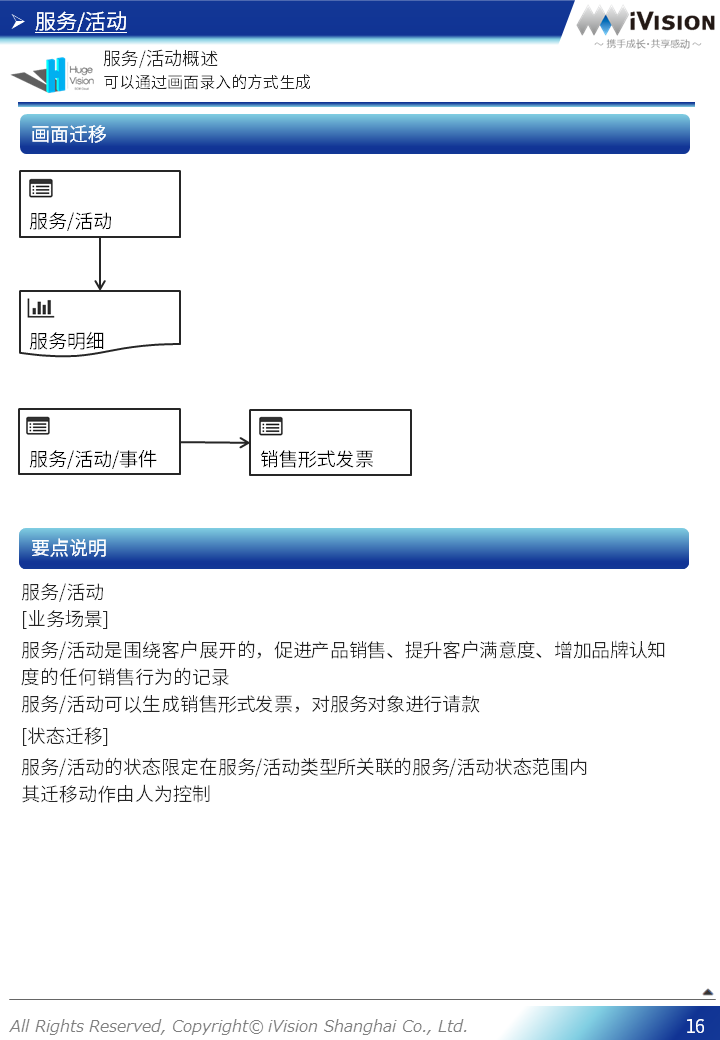 服务/活动
iVISION
～ 携手成长·共享感动 ～
Huge
Vision
服务/活动概述
可以通过画面录入的方式生成
画面迁移
服务/活动
服务明细
服务/活动/事件
销售形式发票
要点说明
服务/活动
[业务场景]
服务/活动是围绕客户展开的，促进产品销售、提升客户满意度、增加品牌认知
度的任何销售行为的记录
服务/活动可以生成销售形式发票，对服务对象进行请款
[状态迁移]
服务/活动的状态限定在服务/活动类型所关联的服务/活动状态范围内
其迁移动作由人为控制
All Rights Reserved, Copyright© iVision Shanghai Co., Ltd.
16